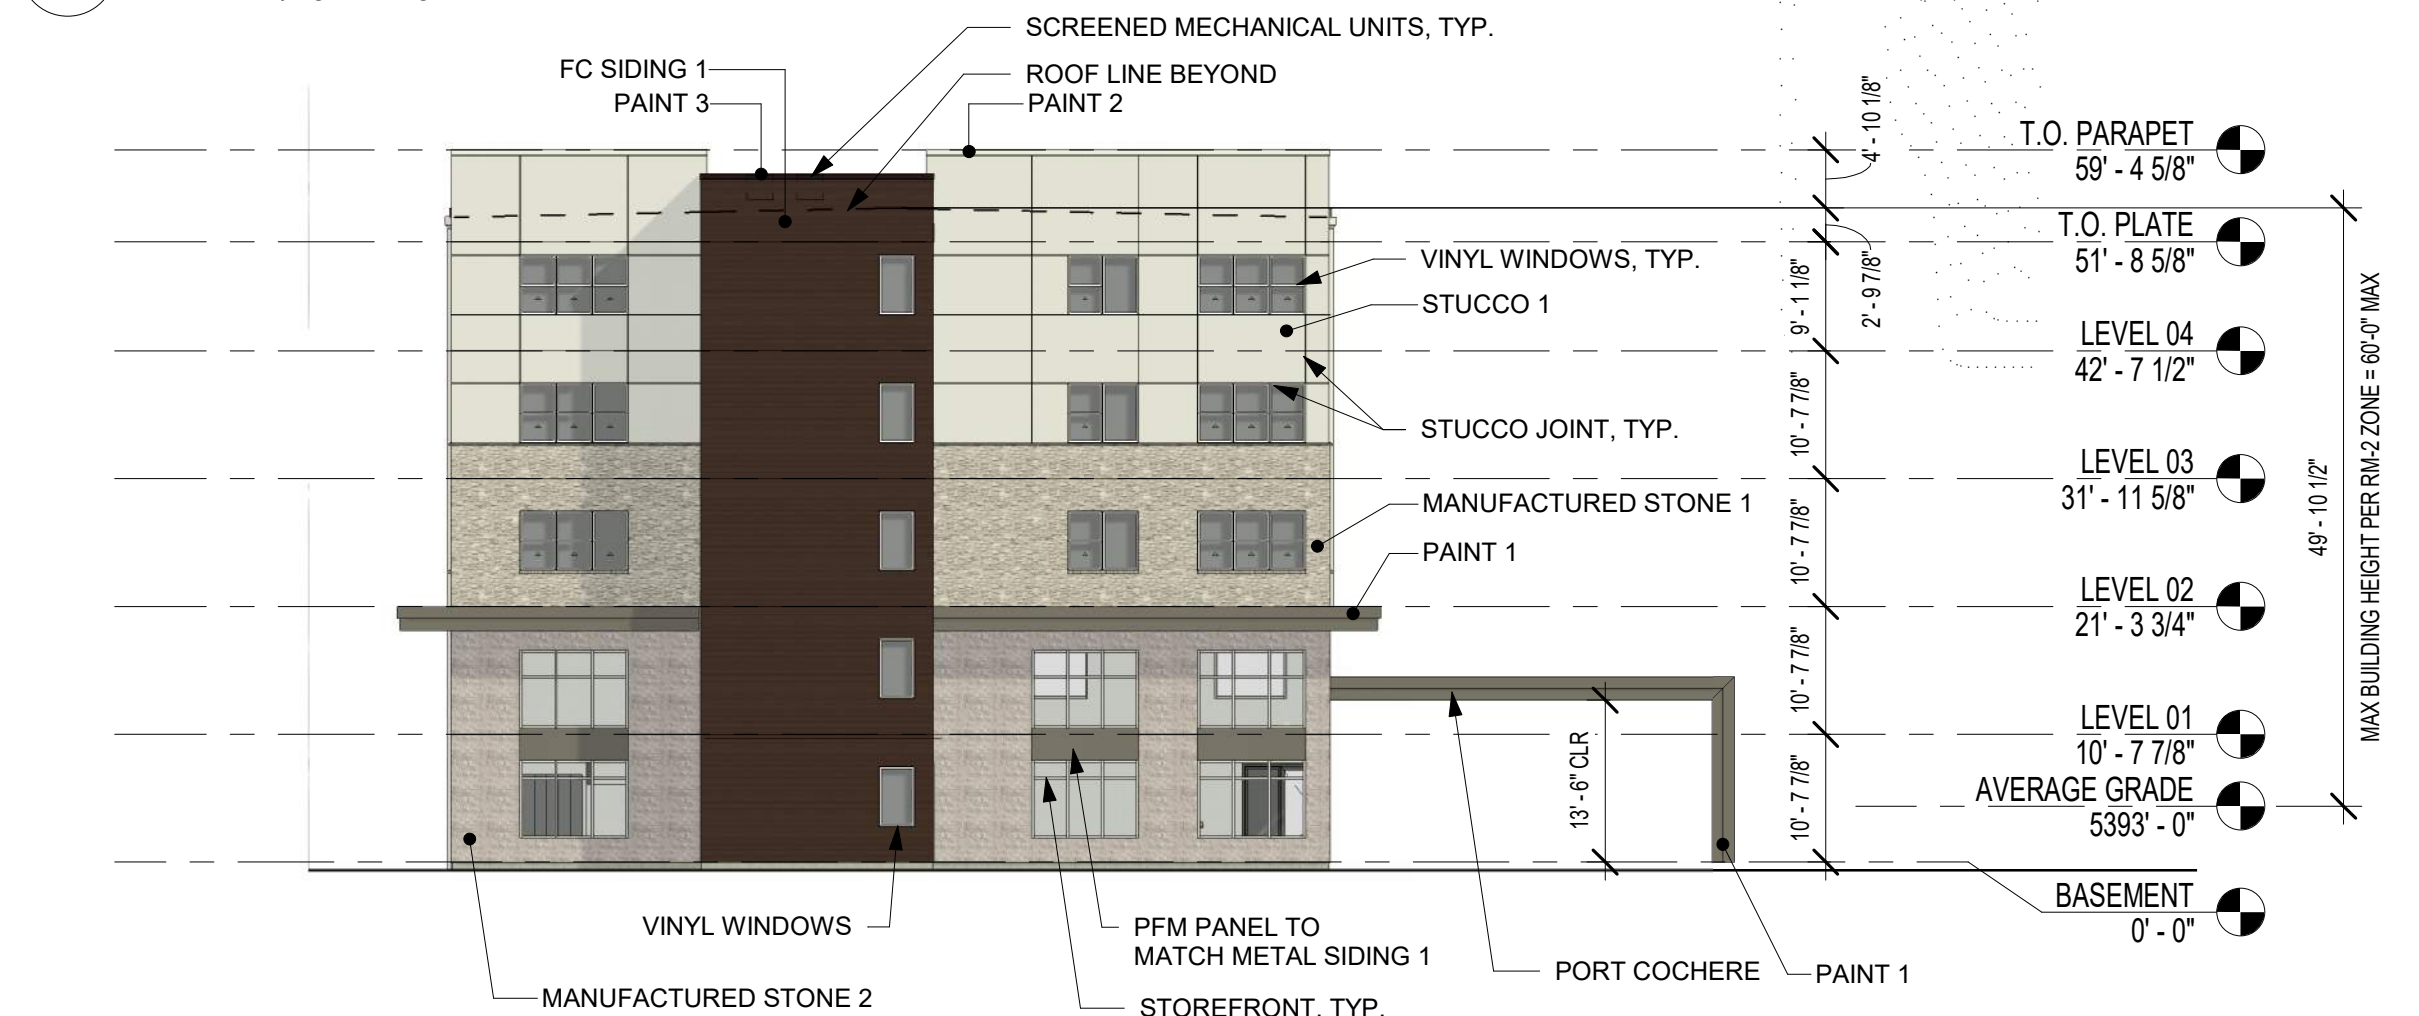 SCREENED MECHANICAL UNITS, TYP.
FC SIDING 1
ROOF LINE BEYOND
PAINT 3
PAINT 2
4' - 10 1/8"
T.O. PARAPET
59' - 4 5/8"
T.O. PLATE
51' - 8 5/8"
VINYL WINDOWS, TYP.
2' - 9 7/8"
9' - 1 1/8"
STUCCO 1
LEVEL 04
42' - 7 1/2"
MAX BUILDING HEIGHT PER RM-2 ZONE = 60'-0" MAX
10' - 7 7/8"
STUCCO JOINT, TYP.
LEVEL 03
31' - 11 5/8"
49' - 10 1/2"
MANUFACTURED STONE 1
10' - 7 7/8"
PAINT 1
LEVEL 02
21' - 3 3/4"
10' - 7 7/8"
LEVEL 01
10' - 7 7/8"
13' - 6" CLR
AVERAGE GRADE
5393' - 0"
10' - 7 7/8"
BASEMENT
0' - 0"
VINYL WINDOWS
PFM PANEL TO
MATCH METAL SIDING 1
PORT COCHERE
PAINT 1
MANUFACTURED STONE 2
STOREFRONT, TYP.